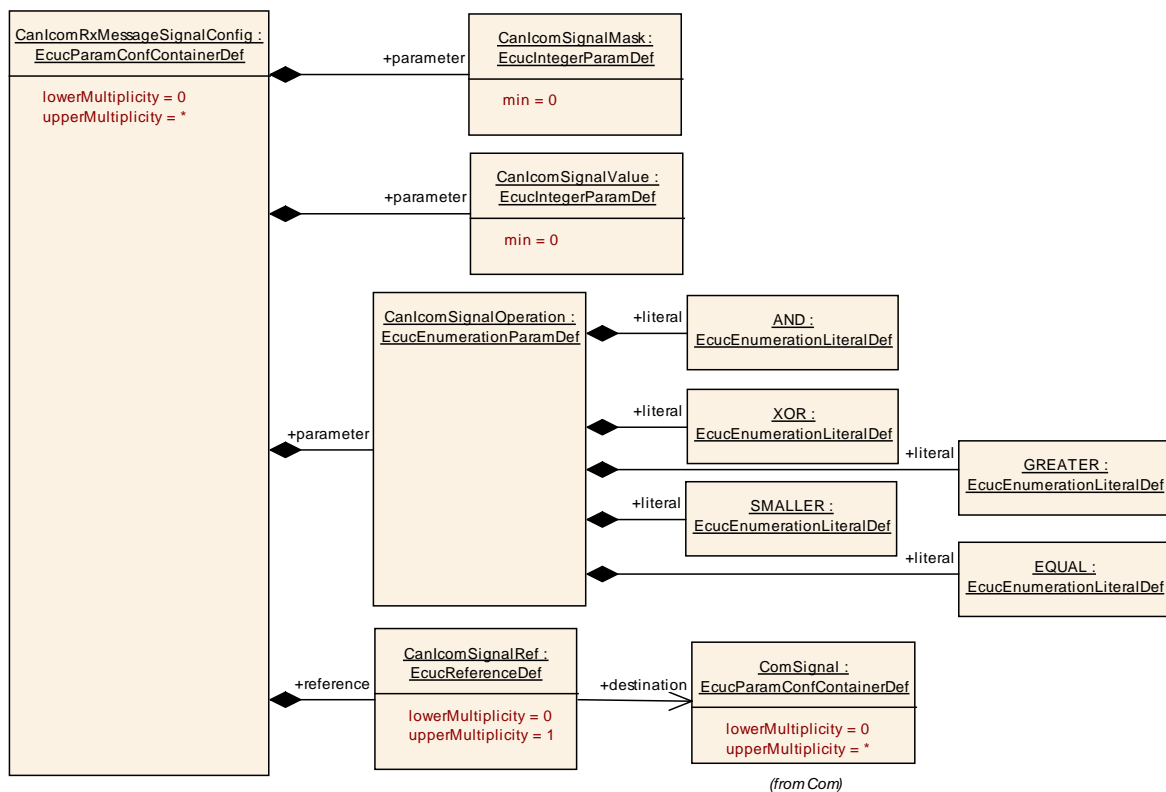 CanIcomRxMessageSignalConfig :
EcucParamConfContainerDef
lowerMultiplicity = 0
upperMultiplicity = *
+parameter
CanIcomSignalMask :
EcucIntegerParamDef
min = 0
+parameter
CanIcomSignalValue :
EcucIntegerParamDef
min = 0
+parameter
CanIcomSignalOperation :
EcucEnumerationParamDef
+literal
AND :
EcucEnumerationLiteralDef
+literal
XOR :
EcucEnumerationLiteralDef
+literal
GREATER :
EcucEnumerationLiteralDef
+literal
SMALLER :
EcucEnumerationLiteralDef
+literal
EQUAL :
EcucEnumerationLiteralDef
+reference
CanIcomSignalRef :
EcucReferenceDef
lowerMultiplicity = 0
upperMultiplicity = 1
+destination
ComSignal :
EcucParamConfContainerDef
lowerMultiplicity = 0
upperMultiplicity = *
(from Com)